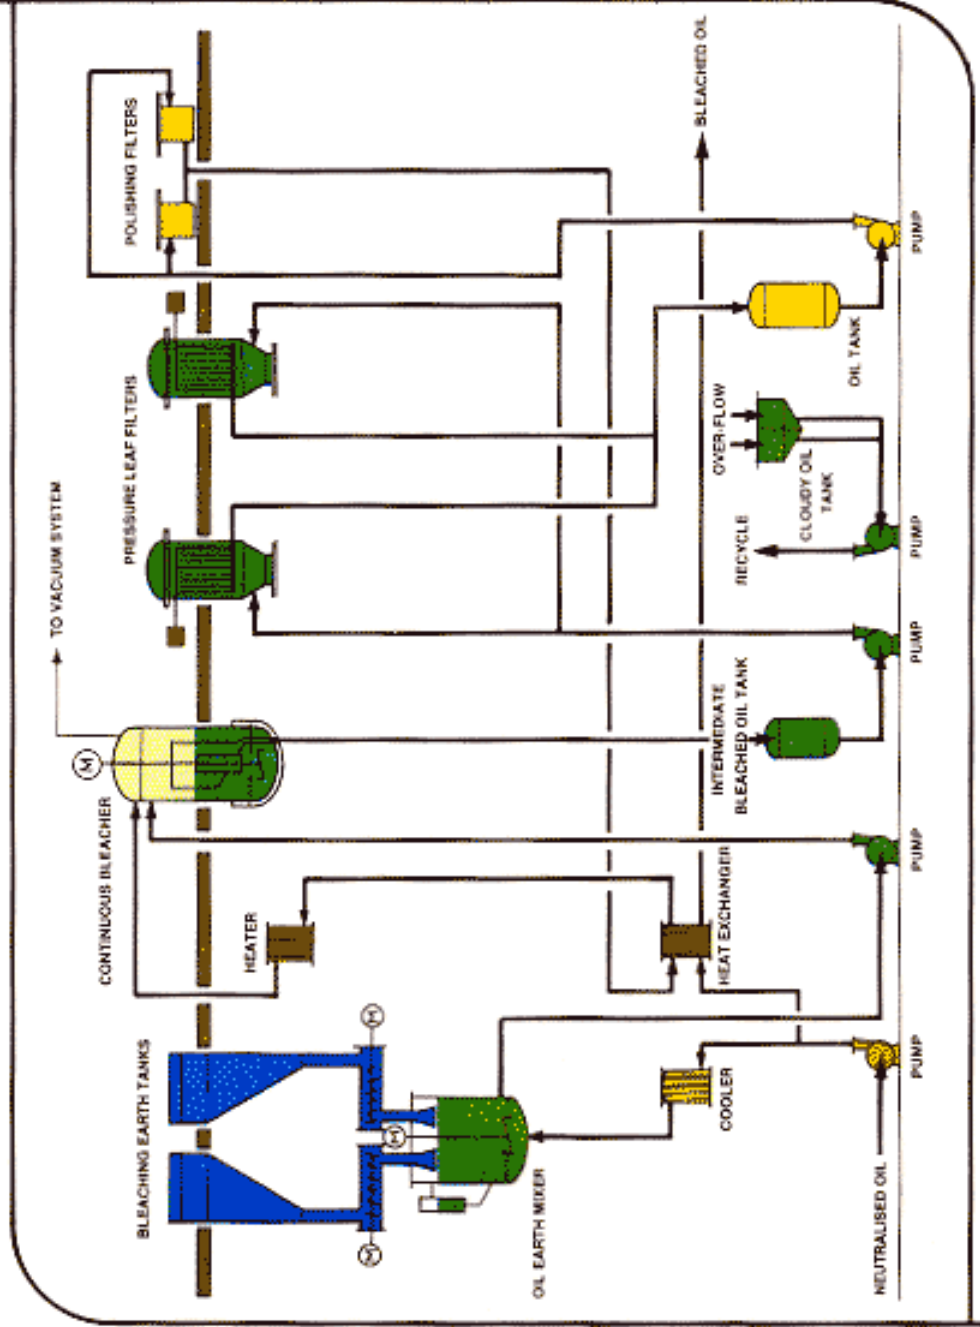 TO VACUUM SYSTEM
BLEACHING EARTH TANKS
CONTINUOUS BLEACHER
PRESSURE LEAF FILTERS
POLISHING FILTERS
M
HEATER
M
M
M
OIL EARTH MIXER
COOLER
HEAT EXCHANGER
INTERMEDIATE
BLEACHED OIL TANK
RECYCLE
OVER-FLOW
CLOUDY OIL
TANK
OIL TANK
BLEACHED OIL
NEUTRALISED OIL
PUMP
PUMP
PUMP
PUMP
PUMP